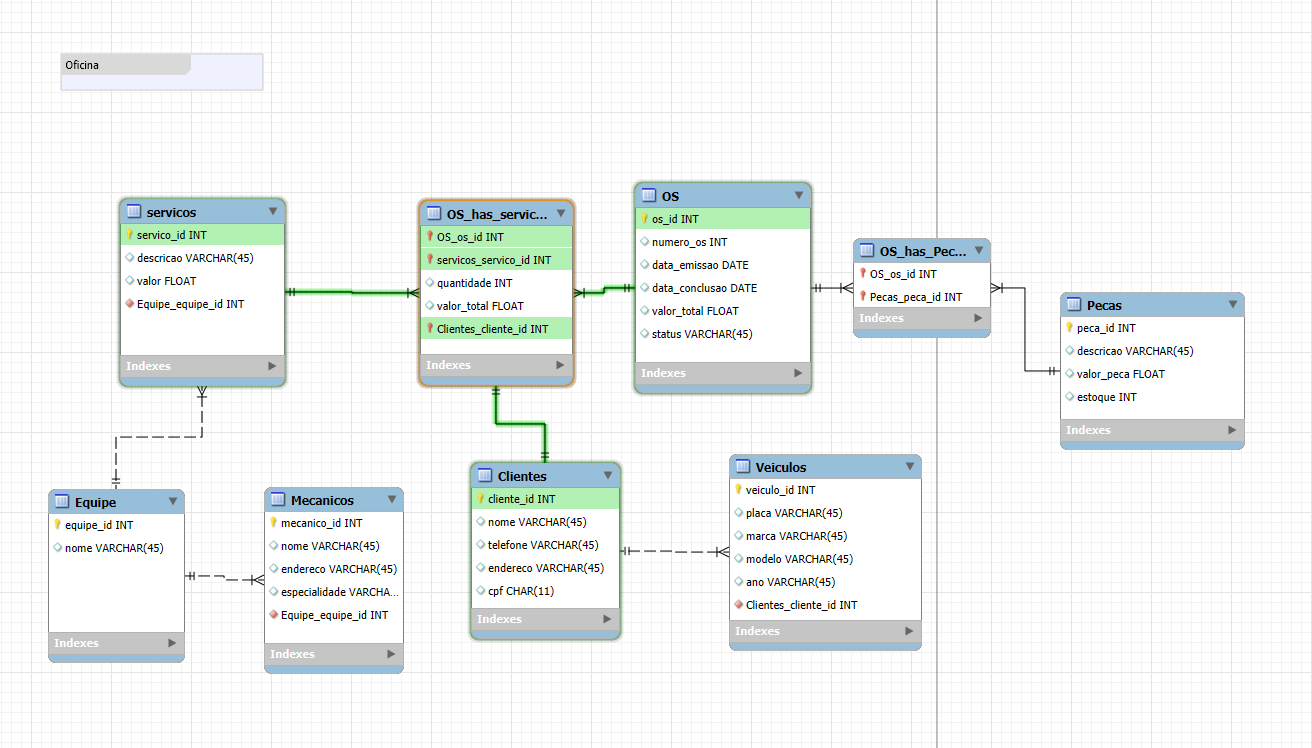 Oficina
servicos
servico_id INT
descricao VARCHAR(45)
valor FLOAT
Equipe_equipe_id INT
Indexes
OS_has_servic...
OS_os_id INT
servicos_servico_id INT
quantidade INT
valor_total FLOAT
Clientes_cliente_id INT
Indexes
OS
os_id INT
numero_os INT
data_emissao DATE
data_conclusao DATE
valor_total FLOAT
status VARCHAR(45)
Indexes
OS_has_Pec...
OS_os_id INT
Pecas_peca_id INT
Indexes
Pecas
peca_id INT
descricao VARCHAR(45)
valor_peca FLOAT
estoque INT
Indexes
Equipe
equipe_id INT
nome VARCHAR(45)
Indexes
Mecanicos
mecanico_id INT
nome VARCHAR(45)
endereco VARCHAR(45)
especialidade VARCHA...
Equipe_equipe_id INT
Indexes
Clientes
cliente_id INT
nome VARCHAR(45)
telefone VARCHAR(45)
endereco VARCHAR(45)
cpf CHAR(11)
Indexes
Veiculos
veiculo_id INT
placa VARCHAR(45)
marca VARCHAR(45)
modelo VARCHAR(45)
ano VARCHAR(45)
Clientes_cliente_id INT
Indexes